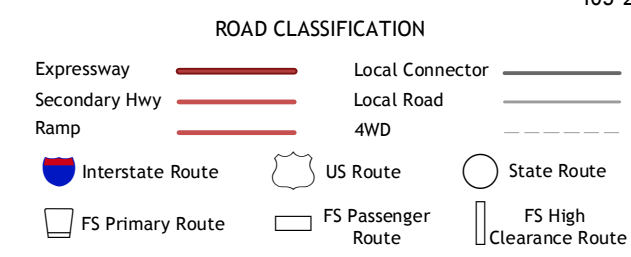 ROAD CLASSIFICATION
Expressway
Local Connector
Secondary Hwy
Local Road
Ramp
4WD
Interstate Route
US Route
State Route
FS Primary Route
FS Passenger
Route
FS High
Clearance Route